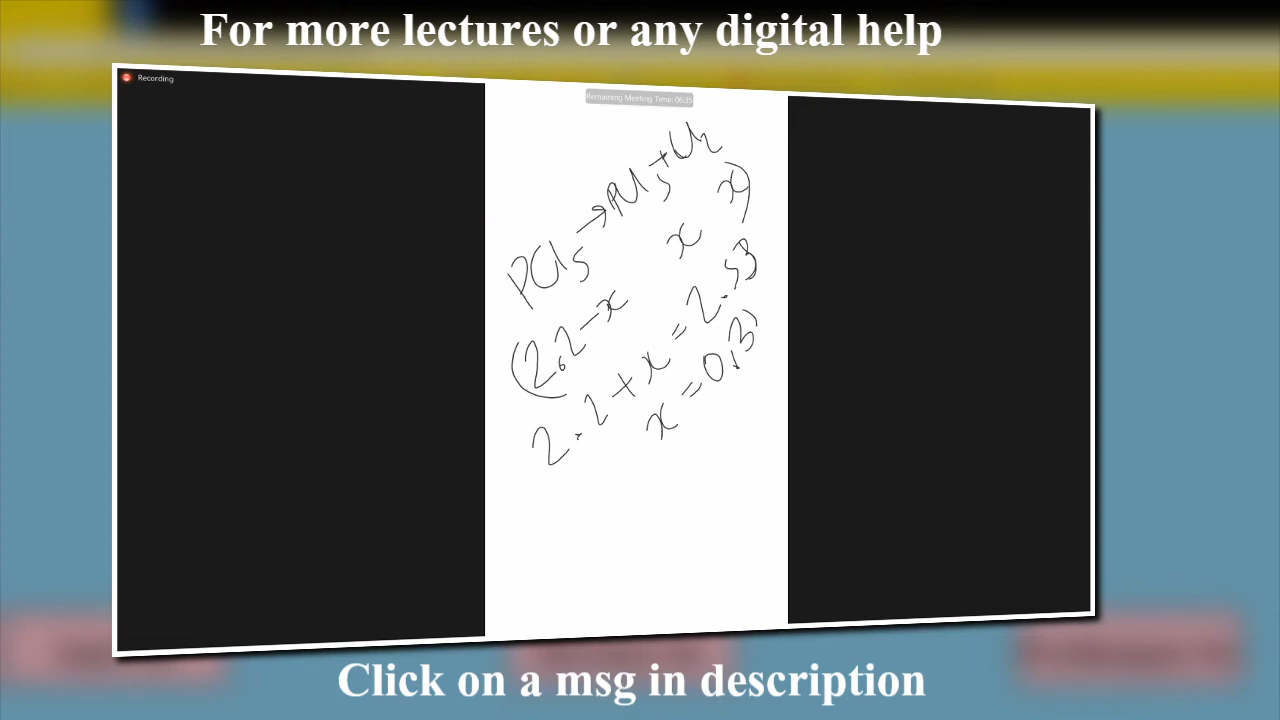 For more lectures or any digital help
Recording
Remaining Meeting Time: 06:35
PCl5 → PCl3 + Cl2
(2.2 − x x x)
2.2 + x = 2.53
x = 0.33
Click on a msg in description